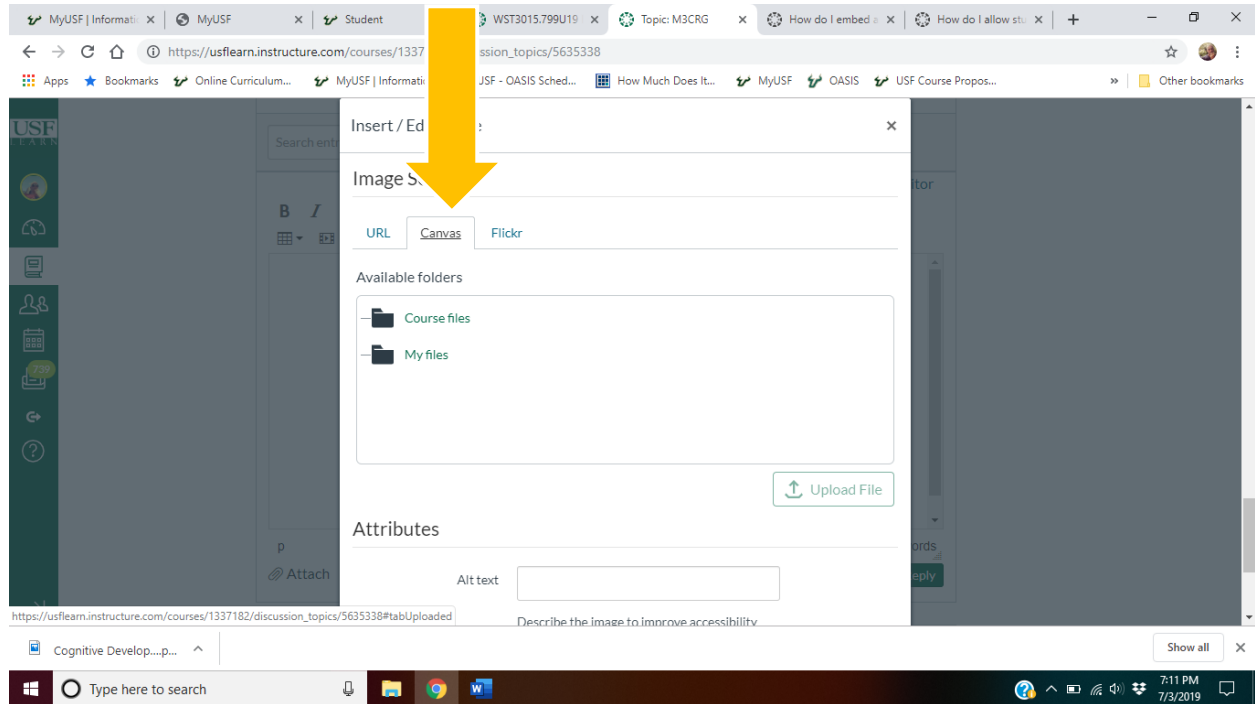 MyUSF | Informati
MyUSF
Student
WST3015.799U19
Topic: M3CRG
How do I embed a
How do I allow stu
https://usflearn.instructure.com/courses/1337 ssion_topics/5635338
Apps
Bookmarks
Online Curriculum...
MyUSF | Informati
USF - OASIS Sched...
How Much Does It...
MyUSF
OASIS
USF Course Propos...
»
Other bookmarks
USF
LEARN
Insert / Ed
Search entr
Image S
itor
B I
URL Canvas Flickr
Available folders
Course files
My files
739
Upload File
Attributes
p
ords
Attach
Alt text
eply
https://usflearn.instructure.com/courses/1337182/discussion_topics/5635338#tabUploaded
Describe the image to improve accessibility
Cognitive Develop....p...
Show all
Type here to search
W
7:11 PM
7/3/2019